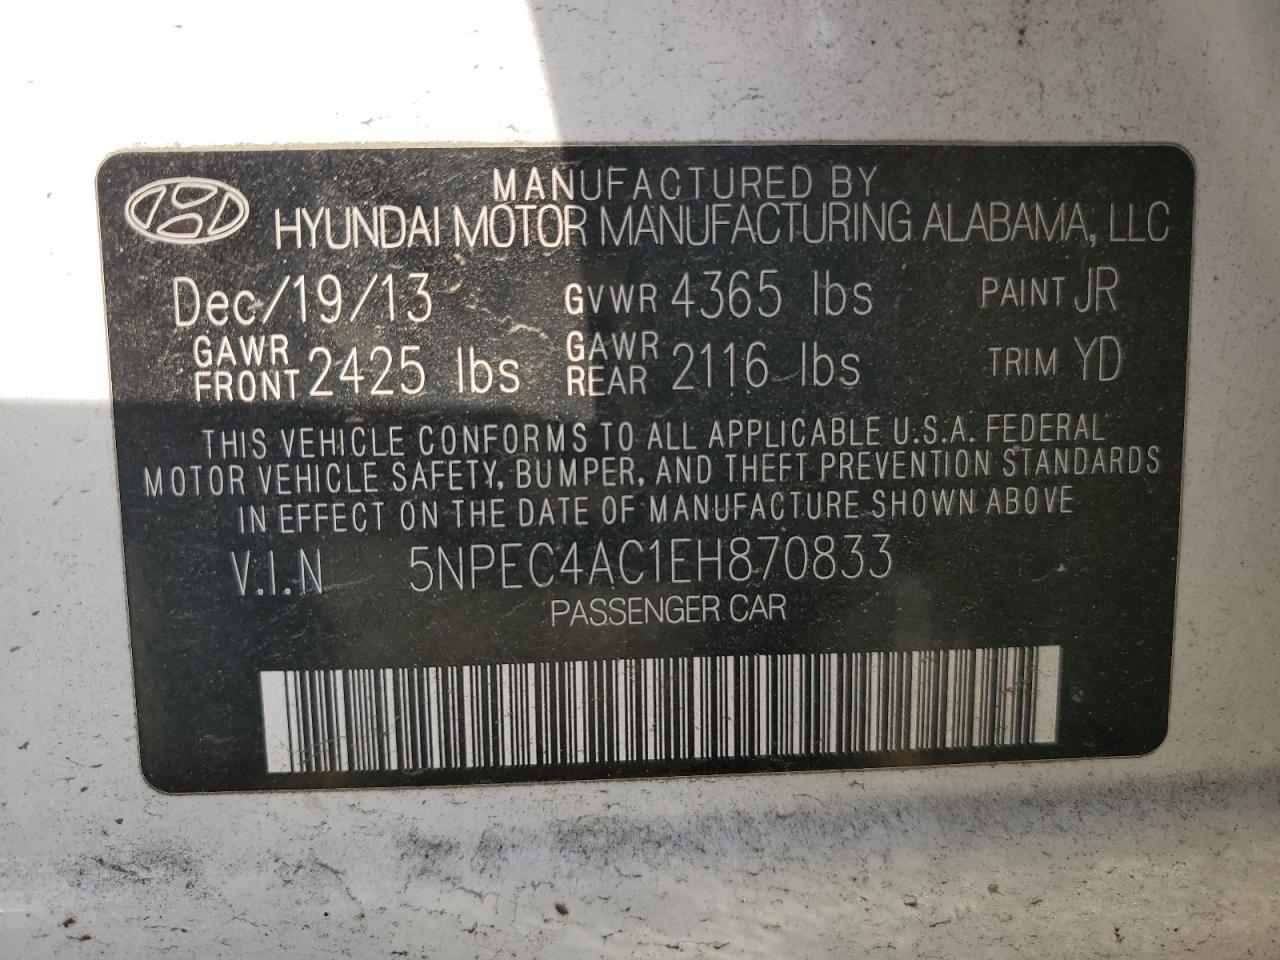 MANUFACTURED BY
HYUNDAI MOTOR MANUFACTURING ALABAMA, LLC
Dec/19/13 GVWR 4365 lbs PAINT JR
GAWR FRONT 2425 lbs GAWR REAR 2116 lbs TRIM YD
THIS VEHICLE CONFORMS TO ALL APPLICABLE U.S.A. FEDERAL
MOTOR VEHICLE SAFETY, BUMPER, AND THEFT PREVENTION STANDARDS
IN EFFECT ON THE DATE OF MANUFACTURE SHOWN ABOVE
V.I.N 5NPEC4AC1EH870833
PASSENGER CAR